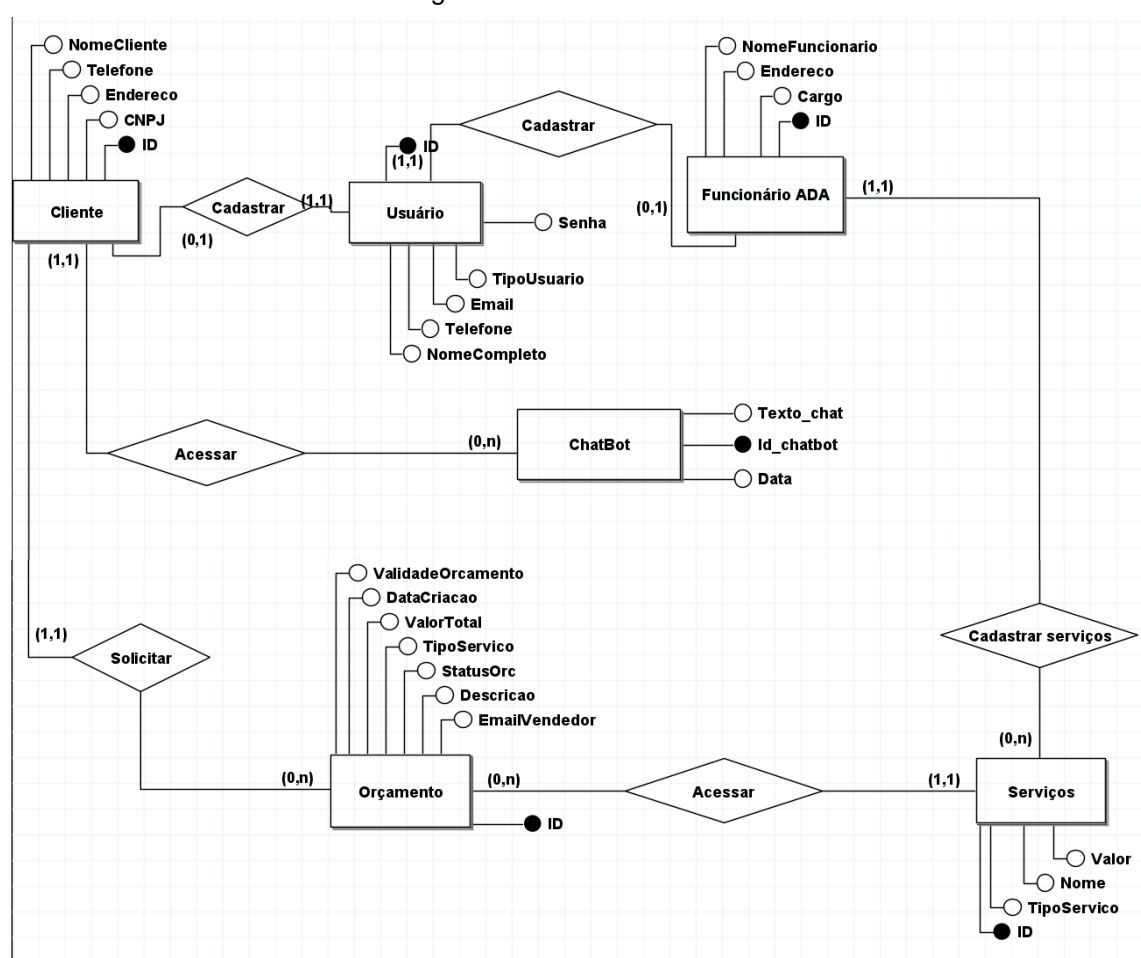 NomeCliente
Telefone
Endereco
CNPJ
ID
Cliente
(1,1)
(0,1)
Cadastrar
(1,1)
ID
(1,1)
Usuário
Senha
TipoUsuario
Email
Telefone
NomeCompleto
Cadastrar
(0,1)
NomeFuncionario
Endereco
Cargo
ID
Funcionário ADA
(1,1)
Acessar
(0,n)
ChatBot
Texto_chat
Id_chatbot
Data
(1,1)
Solicitar
(0,n)
ValidadeOrcamento
DataCriacao
ValorTotal
TipoServico
StatusOrc
Descricao
EmailVendedor
Orçamento
ID
(0,n)
Acessar
(1,1)
Cadastrar serviços
(0,n)
Serviços
Valor
Nome
TipoServico
ID